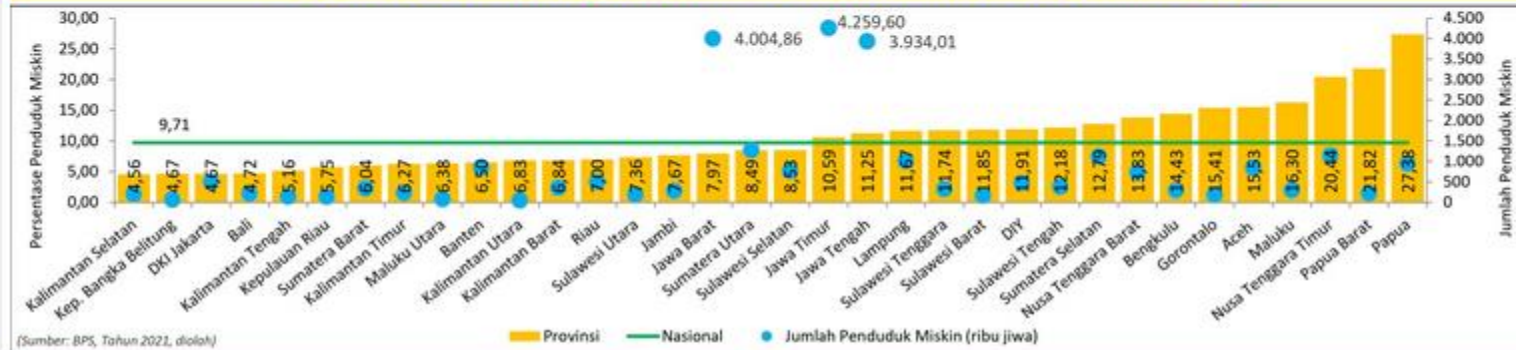 Persentase Penduduk Miskin
30,00
25,00
20,00
15,00
10,00
5,00
0,00
9,71
4.004,86
4.259,60
3.934,01
4,56
4,67
4,67
4,72
5,16
5,75
6,04
6,27
6,38
6,50
6,83
6,84
7,00
7,36
7,67
7,97
8,49
8,53
10,59
11,25
11,67
11,74
11,85
11,91
12,18
12,79
13,83
14,43
15,41
15,53
16,30
20,44
21,82
27,38
4.500
4.000
3.500
3.000
2.500
2.000
1.500
1.000
500
0
Jumlah Penduduk Miskin
Kalimantan Selatan
Kep. Bangka Belitung
DKI Jakarta
Bali
Kalimantan Tengah
Kepulauan Riau
Sumatera Barat
Kalimantan Timur
Maluku Utara
Banten
Kalimantan Utara
Kalimantan Barat
Riau
Sulawesi Utara
Jambi
Jawa Barat
Sumatera Utara
Sulawesi Selatan
Jawa Timur
Jawa Tengah
Lampung
Sulawesi Tenggara
Sulawesi Barat
DIY
Sulawesi Tengah
Sumatera Selatan
Nusa Tenggara Barat
Bengkulu
Gorontalo
Aceh
Maluku
Nusa Tenggara Timur
Papua Barat
Papua
Provinsi
Nasional
Jumlah Penduduk Miskin (ribu jiwa)
(Sumber: BPS, Tahun 2021, diolah)